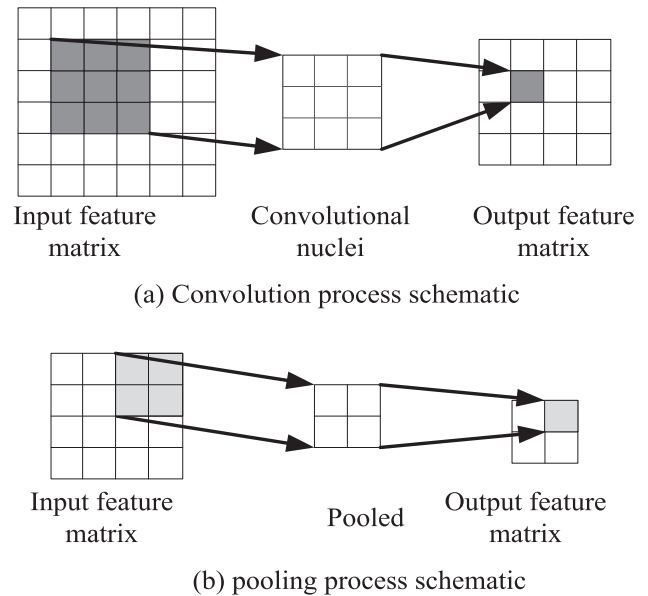 Input feature
matrix
Convolutional
nuclei
Output feature
matrix
(a) Convolution process schematic
Input feature
matrix
Pooled
Output feature
matrix
(b) pooling process schematic